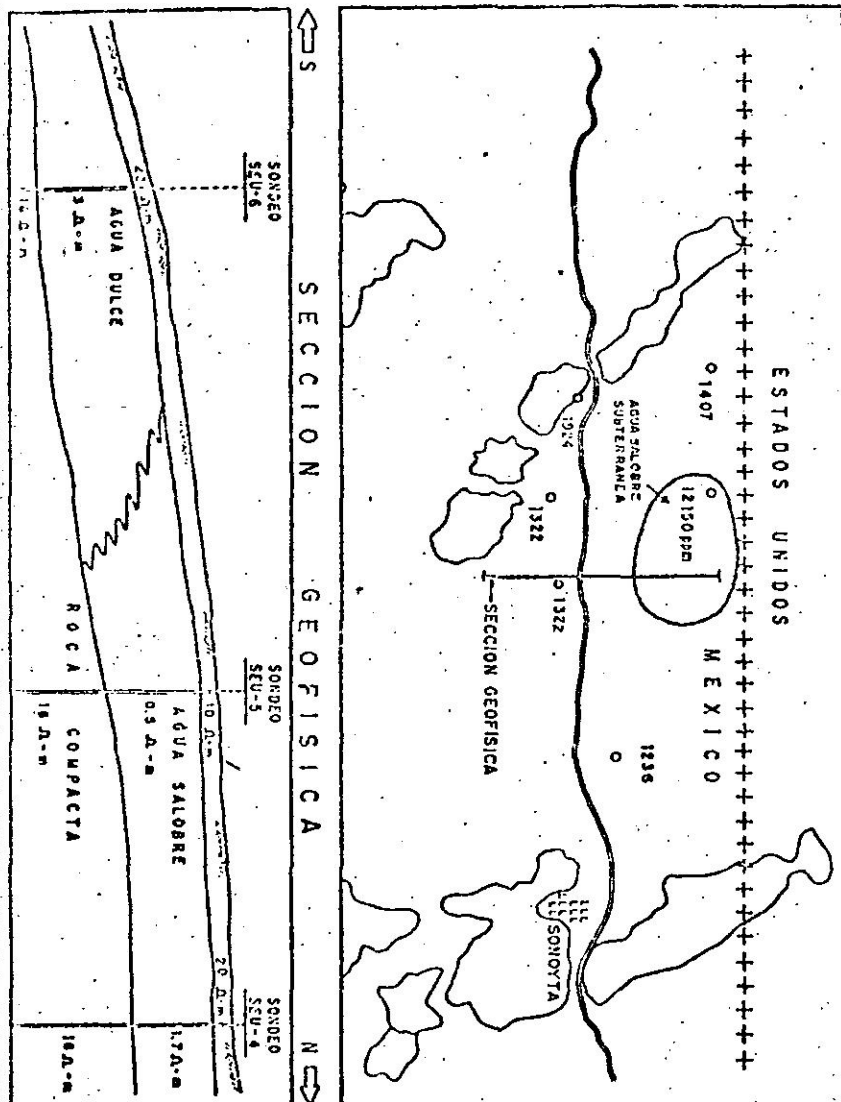 ESTADOS UNIDOS
MEXICO
1407
12150 ppm
AGUA SALOBRE
SUBTERRANEA
1924
1322
1322
1236
SECCION GEOFISICA
SONOYTA
S
SECCION GEOFISICA
N
SONDEO
SEU-6
SONDEO
SEU-5
SONDEO
SEU-4
3 Ω-m
AGUA DULCE
10 Ω-m
AGUA SALOBRE
0.5 Ω-m
ROCA COMPACTA
16 Ω-m
20 Ω-m
1.7 Ω-m